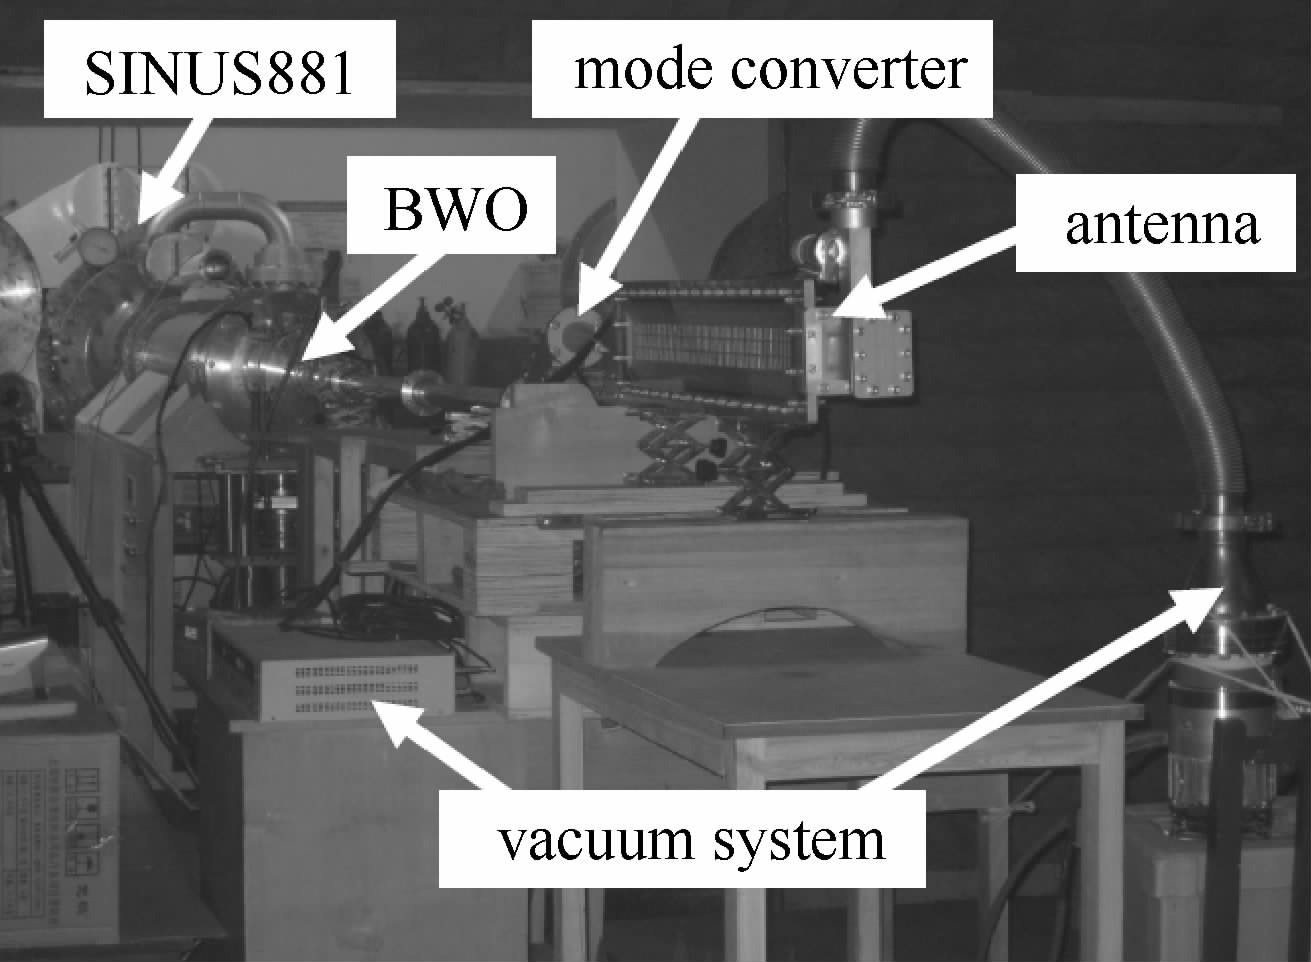 SINUS881
mode converter
BWO
antenna
vacuum system